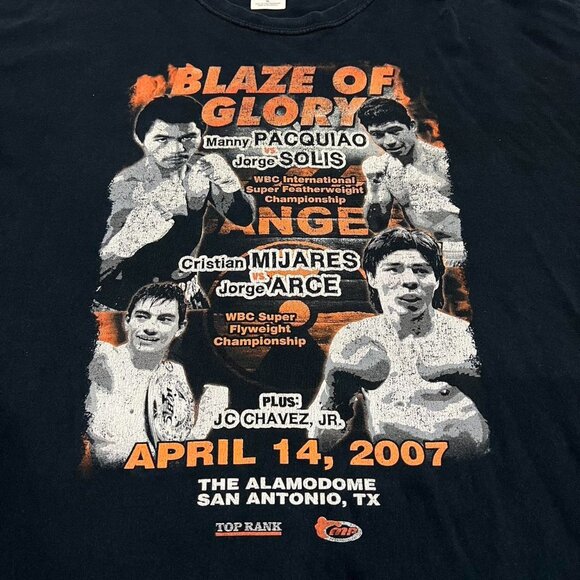 BLAZE OF
GLORY
Manny PACQUIAO
VS.
Jorge SOLIS
WBC International
Super Featherweight
Championship
ANGE
Cristian MIJARES
VS.
Jorge ARCE
WBC Super
Flyweight
Championship
PLUS:
JC CHAVEZ, JR.
APRIL 14, 2007
THE ALAMODOME
SAN ANTONIO, TX
TOP RANK